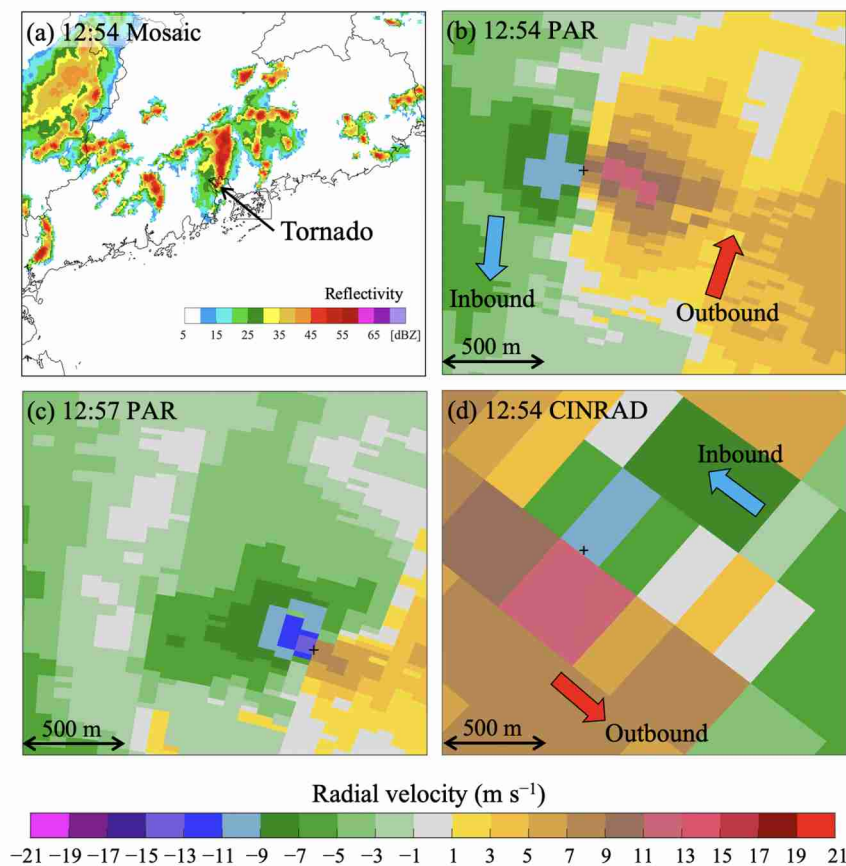 (a) 12:54 Mosaic
Tornado
Reflectivity
5 15 25 35 45 55 65 [dBZ]
(b) 12:54 PAR
+
Inbound
Outbound
500 m
(c) 12:57 PAR
+
500 m
(d) 12:54 CINRAD
Inbound
+
Outbound
500 m
Radial velocity (m s⁻¹)
−21 −19 −17 −15 −13 −11 −9 −7 −5 −3 −1 1 3 5 7 9 11 13 15 17 19 21